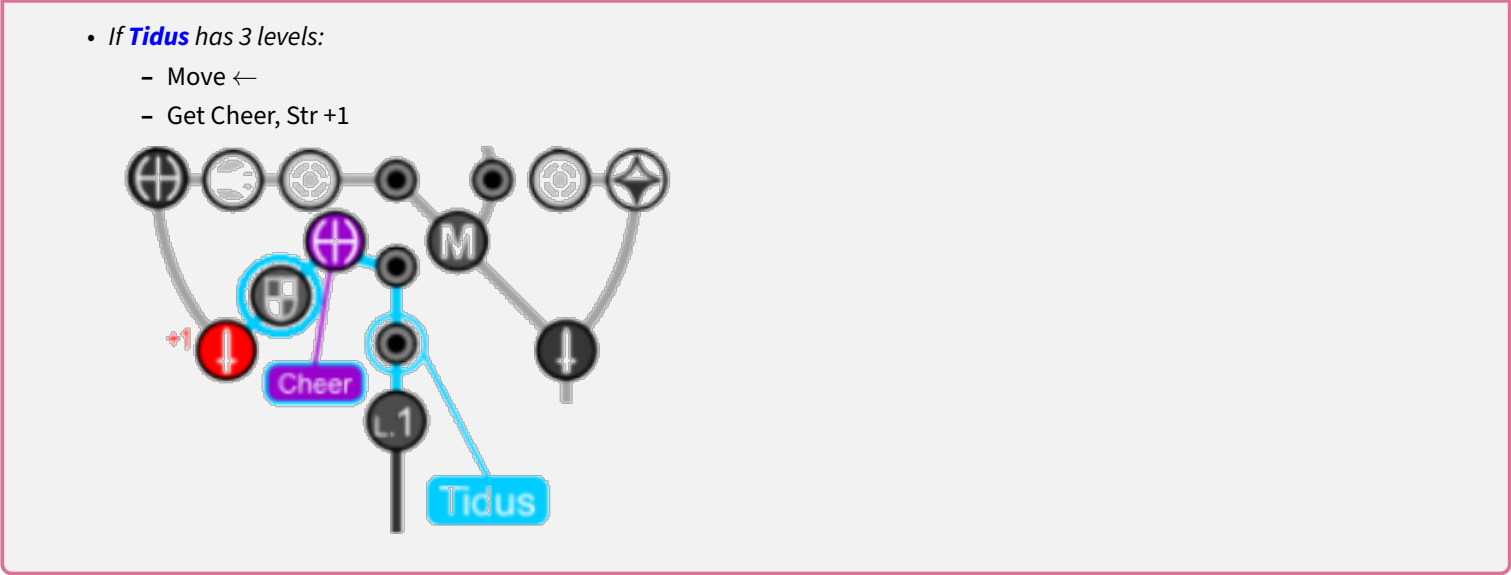 • If Tidus has 3 levels:
– Move ←
– Get Cheer, Str +1
M
+1
Cheer
L.1
Tidus